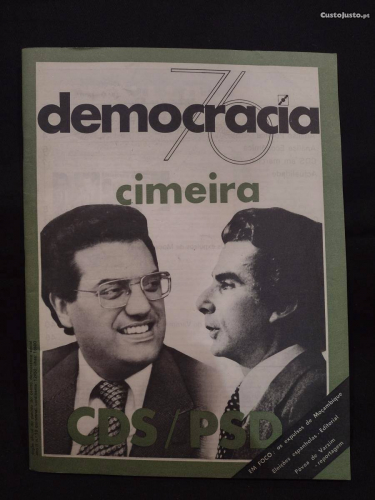 CustoJusto.pt
76
democracia
cimeira
CDS/PSD
EM FOCO: os expulsos de Moçambique
Eleições espanholas - Editorial
Póvoa de Varzim
- reportagem